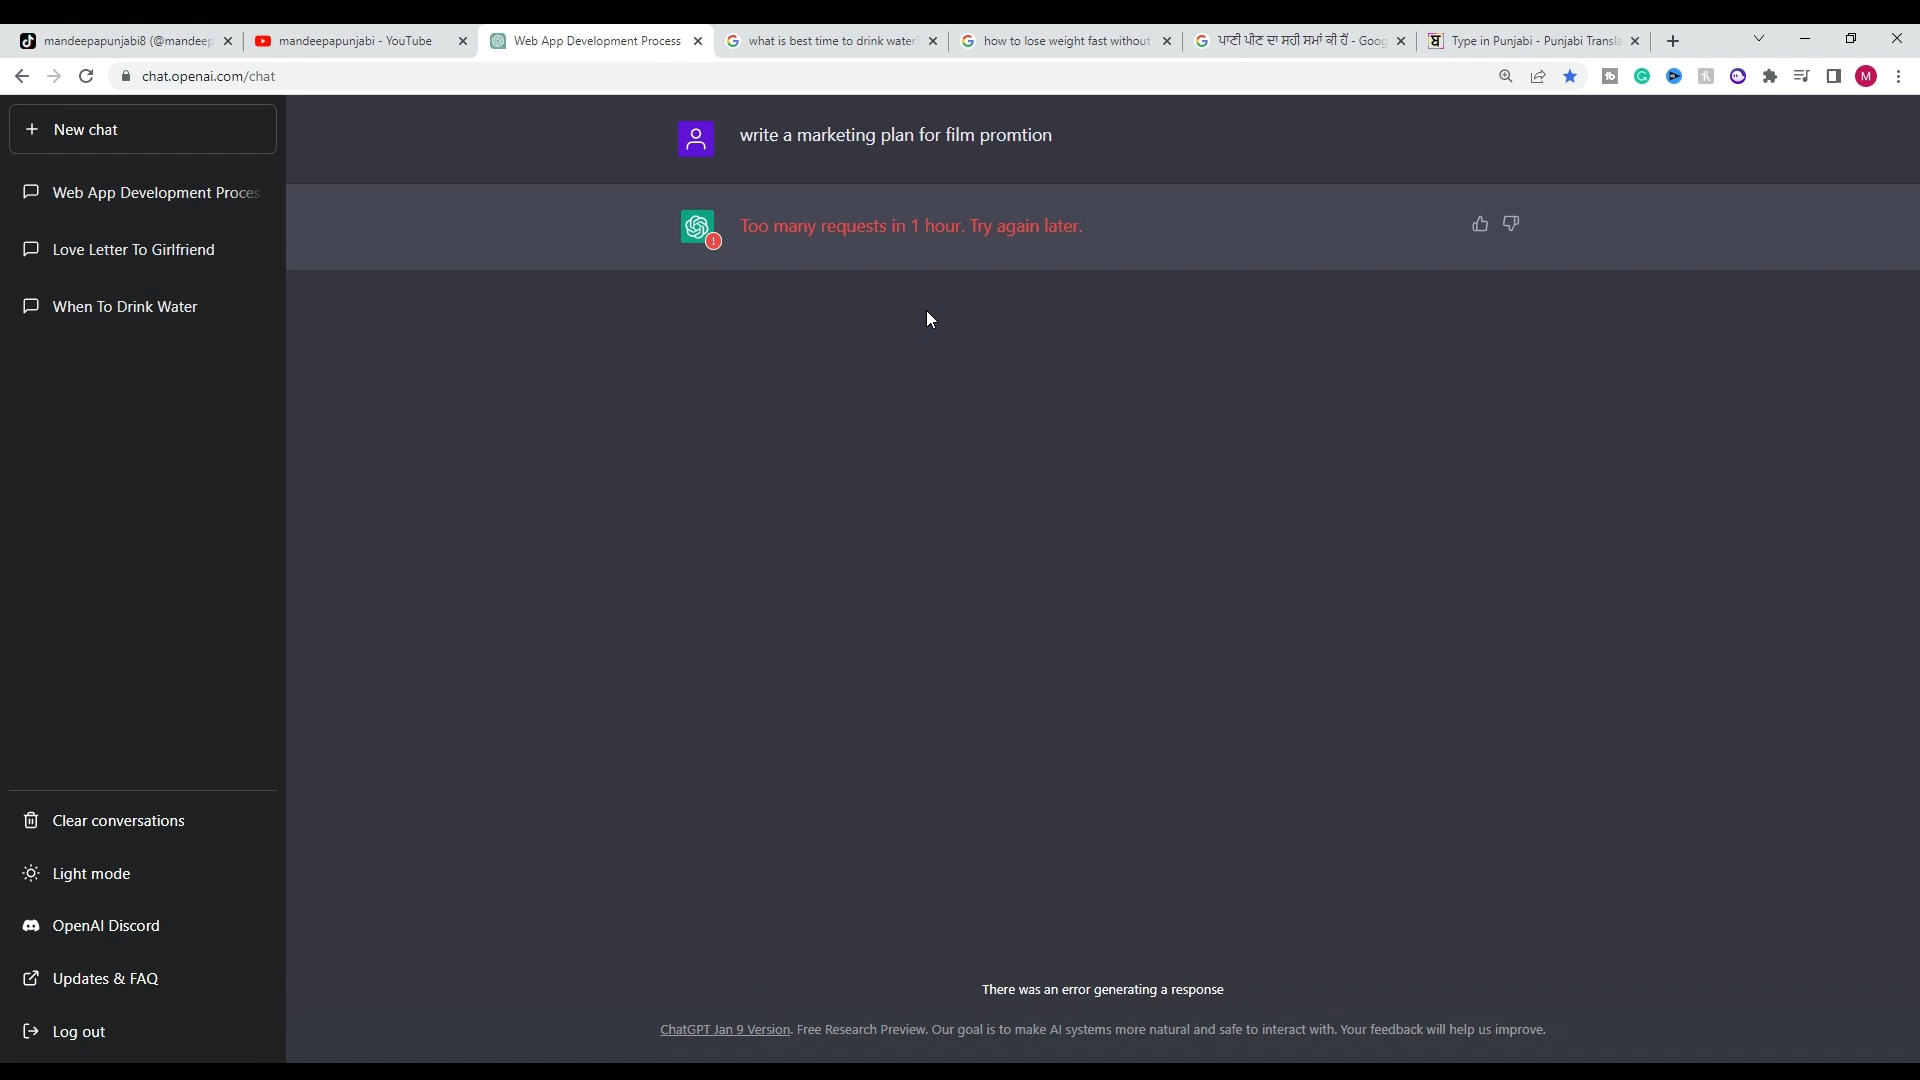 mandeepapunjabi8 (@mandeep
mandeepapunjabi - YouTube
Web App Development Process
what is best time to drink water
how to lose weight fast without
ਪਾਣੀ ਪੀਣ ਦਾ ਸਹੀ ਸਮਾਂ ਕੀ ਹੈਂ - Goog
Type in Punjabi - Punjabi Transla
chat.openai.com/chat
M
New chat
write a marketing plan for film promtion
Web App Development Proces
Too many requests in 1 hour. Try again later.
Love Letter To Girlfriend
When To Drink Water
Clear conversations
Light mode
OpenAI Discord
Updates & FAQ
Log out
There was an error generating a response
ChatGPT Jan 9 Version. Free Research Preview. Our goal is to make AI systems more natural and safe to interact with. Your feedback will help us improve.